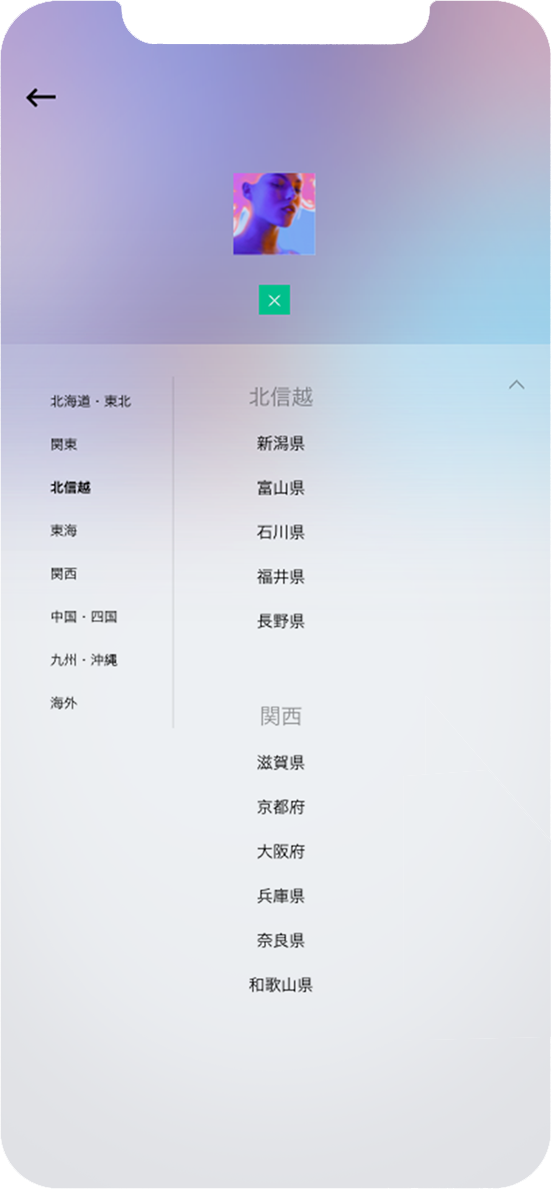 北海道・東北
関東
北信越
東海
関西
中国・四国
九州・沖縄
海外
北信越
新潟県
富山県
石川県
福井県
長野県
関西
滋賀県
京都府
大阪府
兵庫県
奈良県
和歌山県